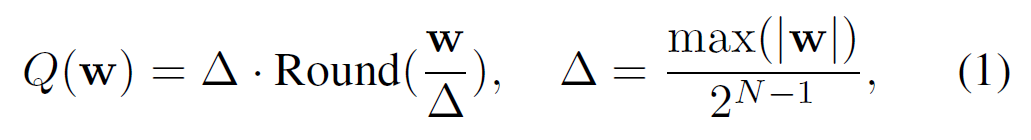 Q(w) = Δ · Round(w/Δ), Δ = max(|w|)/2^{N−1}, (1)